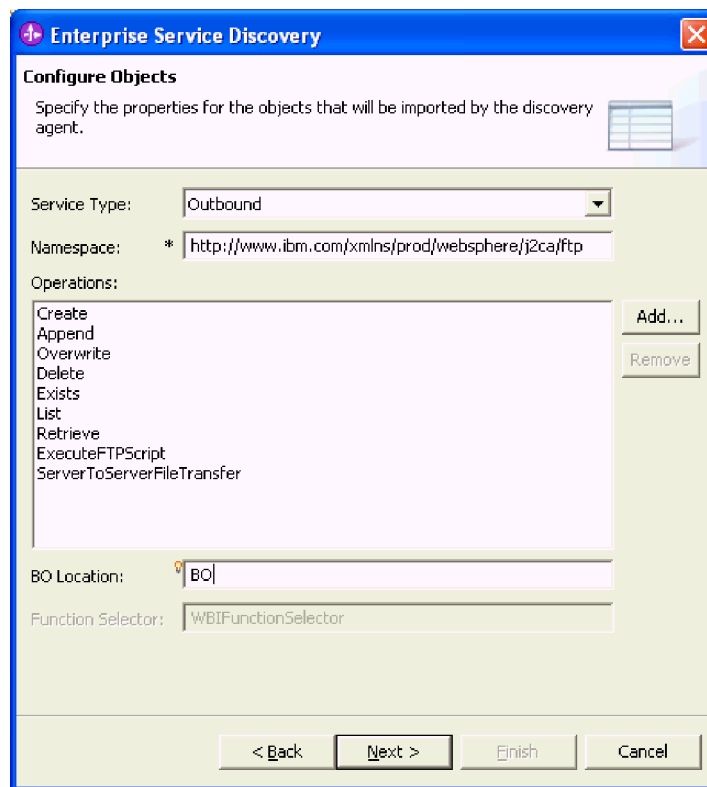 Enterprise Service Discovery
Configure Objects
Specify the properties for the objects that will be imported by the discovery
agent.
Service Type: Outbound
Namespace: * http://www.ibm.com/xmlns/prod/websphere/j2ca/ftp
Operations:
Create
Append
Overwrite
Delete
Exists
List
Retrieve
ExecuteFTPScript
ServerToServerFileTransfer
Add...
Remove
BO Location: BO
Function Selector: WBIFunctionSelector
< Back Next > Finish Cancel